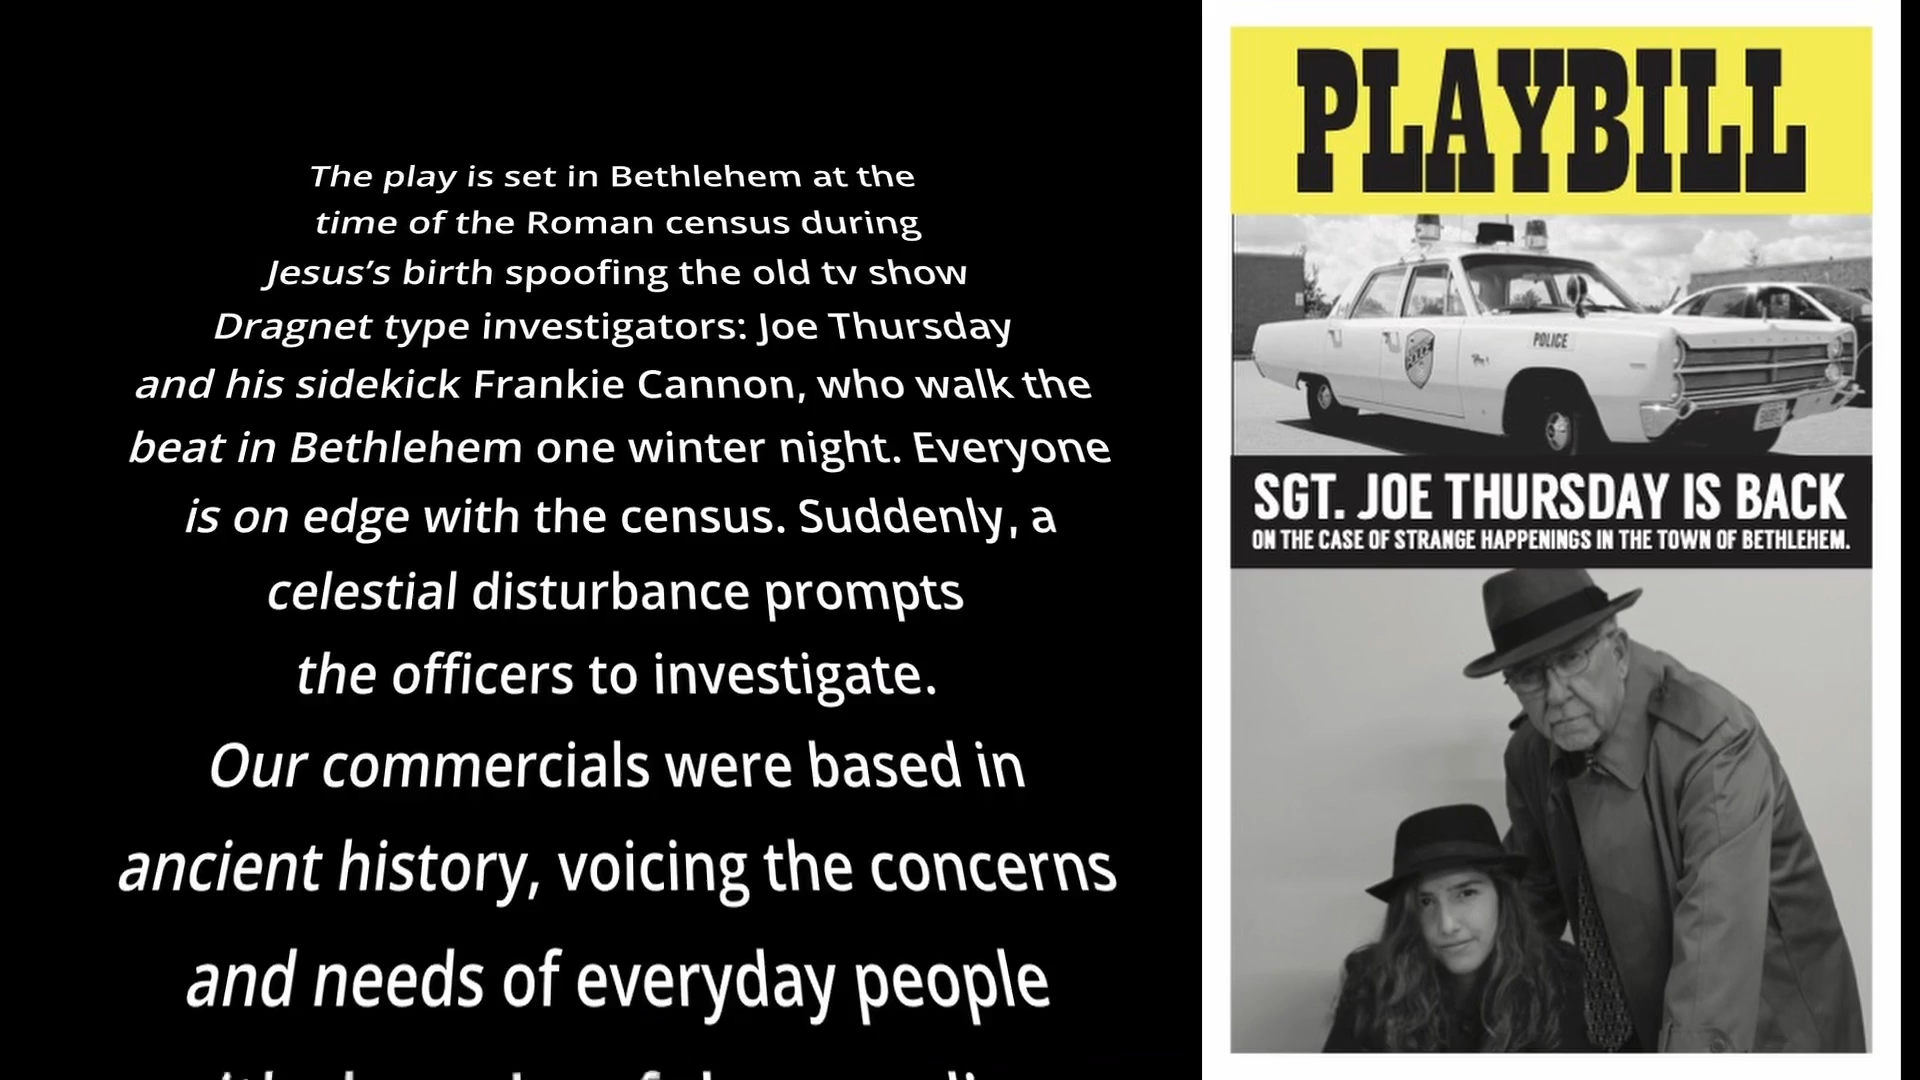 The play is set in Bethlehem at the
time of the Roman census during
Jesus’s birth spoofing the old tv show
Dragnet type investigators: Joe Thursday
and his sidekick Frankie Cannon, who walk the
beat in Bethlehem one winter night. Everyone
is on edge with the census. Suddenly, a
celestial disturbance prompts
the officers to investigate.
Our commercials were based in
ancient history, voicing the concerns
and needs of everyday people
PLAYBILL
POLICE
SGT. JOE THURSDAY IS BACK
ON THE CASE OF STRANGE HAPPENINGS IN THE TOWN OF BETHLEHEM.